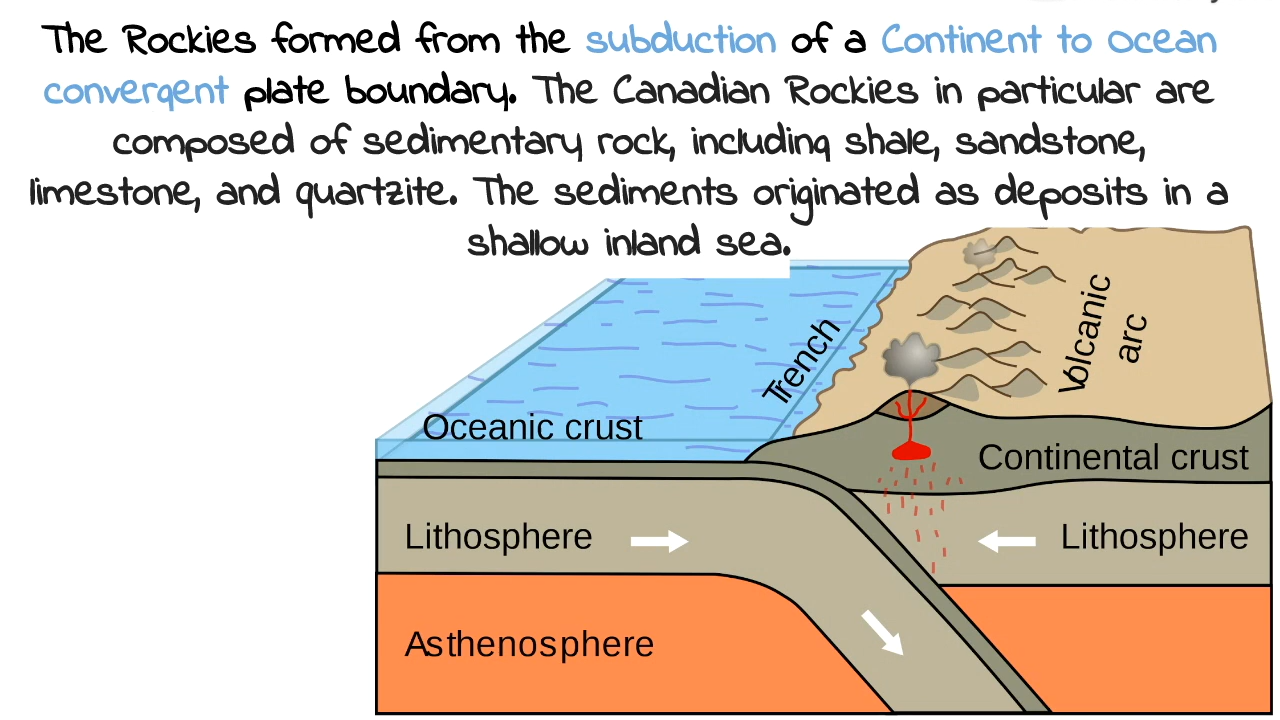 The Rockies formed from the subduction of a Continent to Ocean
convergent plate boundary. The Canadian Rockies in particular are
composed of sedimentary rock, including shale, sandstone,
limestone, and quartzite. The sediments originated as deposits in a
shallow inland sea.
Trench
Volcanic
arc
Oceanic crust
Continental crust
Lithosphere
Lithosphere
Asthenosphere